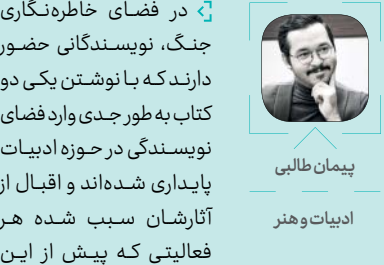 در فضای خاطره‌نگاری
جنگ، نویسندگانی حضور
دارند که با نوشتن یکی دو
کتاب به طور جدی وارد فضای
نویسندگی در حوزه ادبیات
پایداری شده‌اند و اقبال از
آثارشان سبب شده هر
فعالیتی که پیش از این
پیمان طالبی
ادبیات و هنر